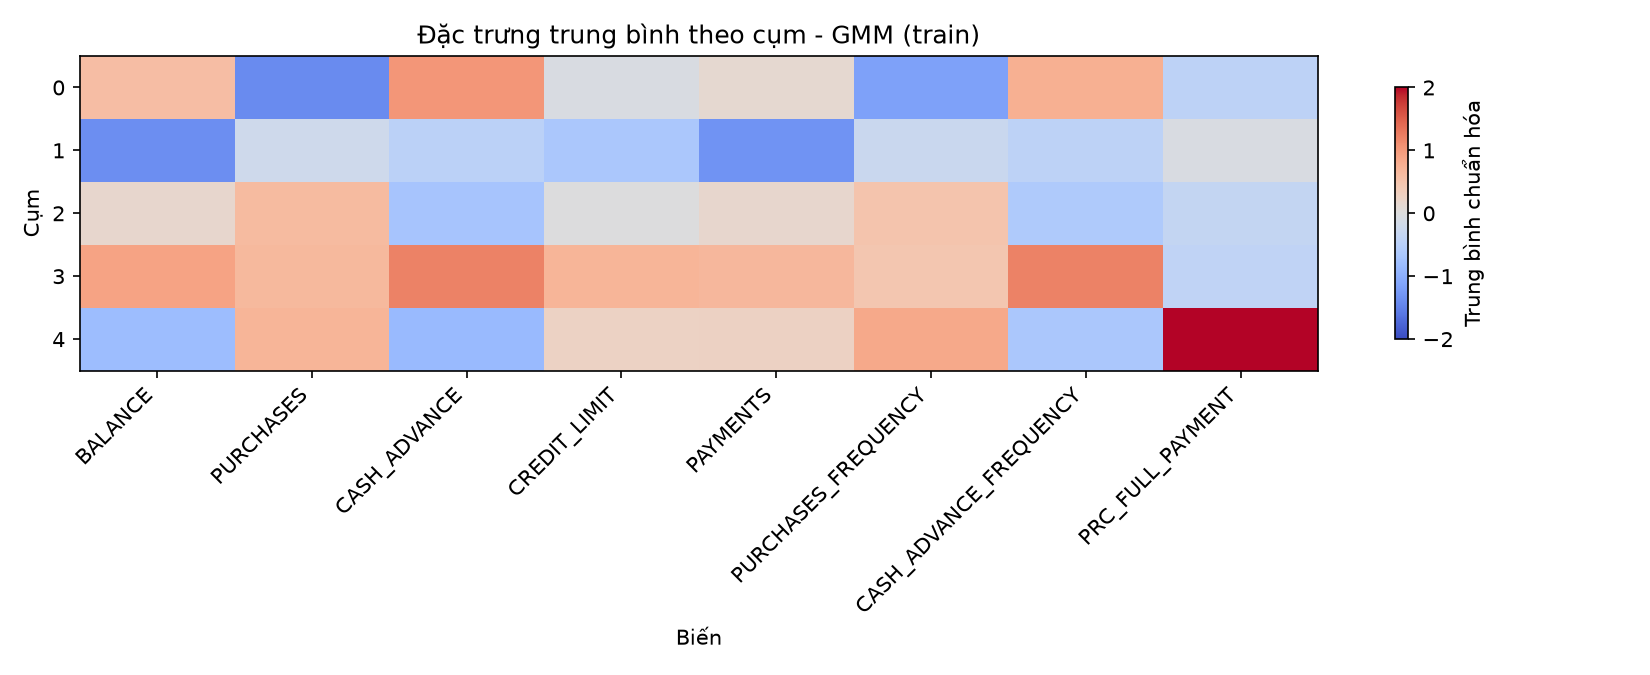 Đặc trưng trung bình theo cụm - GMM (train)
Cụm
0
1
2
3
4
BALANCE
PURCHASES
CASH_ADVANCE
CREDIT_LIMIT
PAYMENTS
PURCHASES_FREQUENCY
CASH_ADVANCE_FREQUENCY
PRC_FULL_PAYMENT
Biến
2
1
0
−1
−2
Trung bình chuẩn hóa